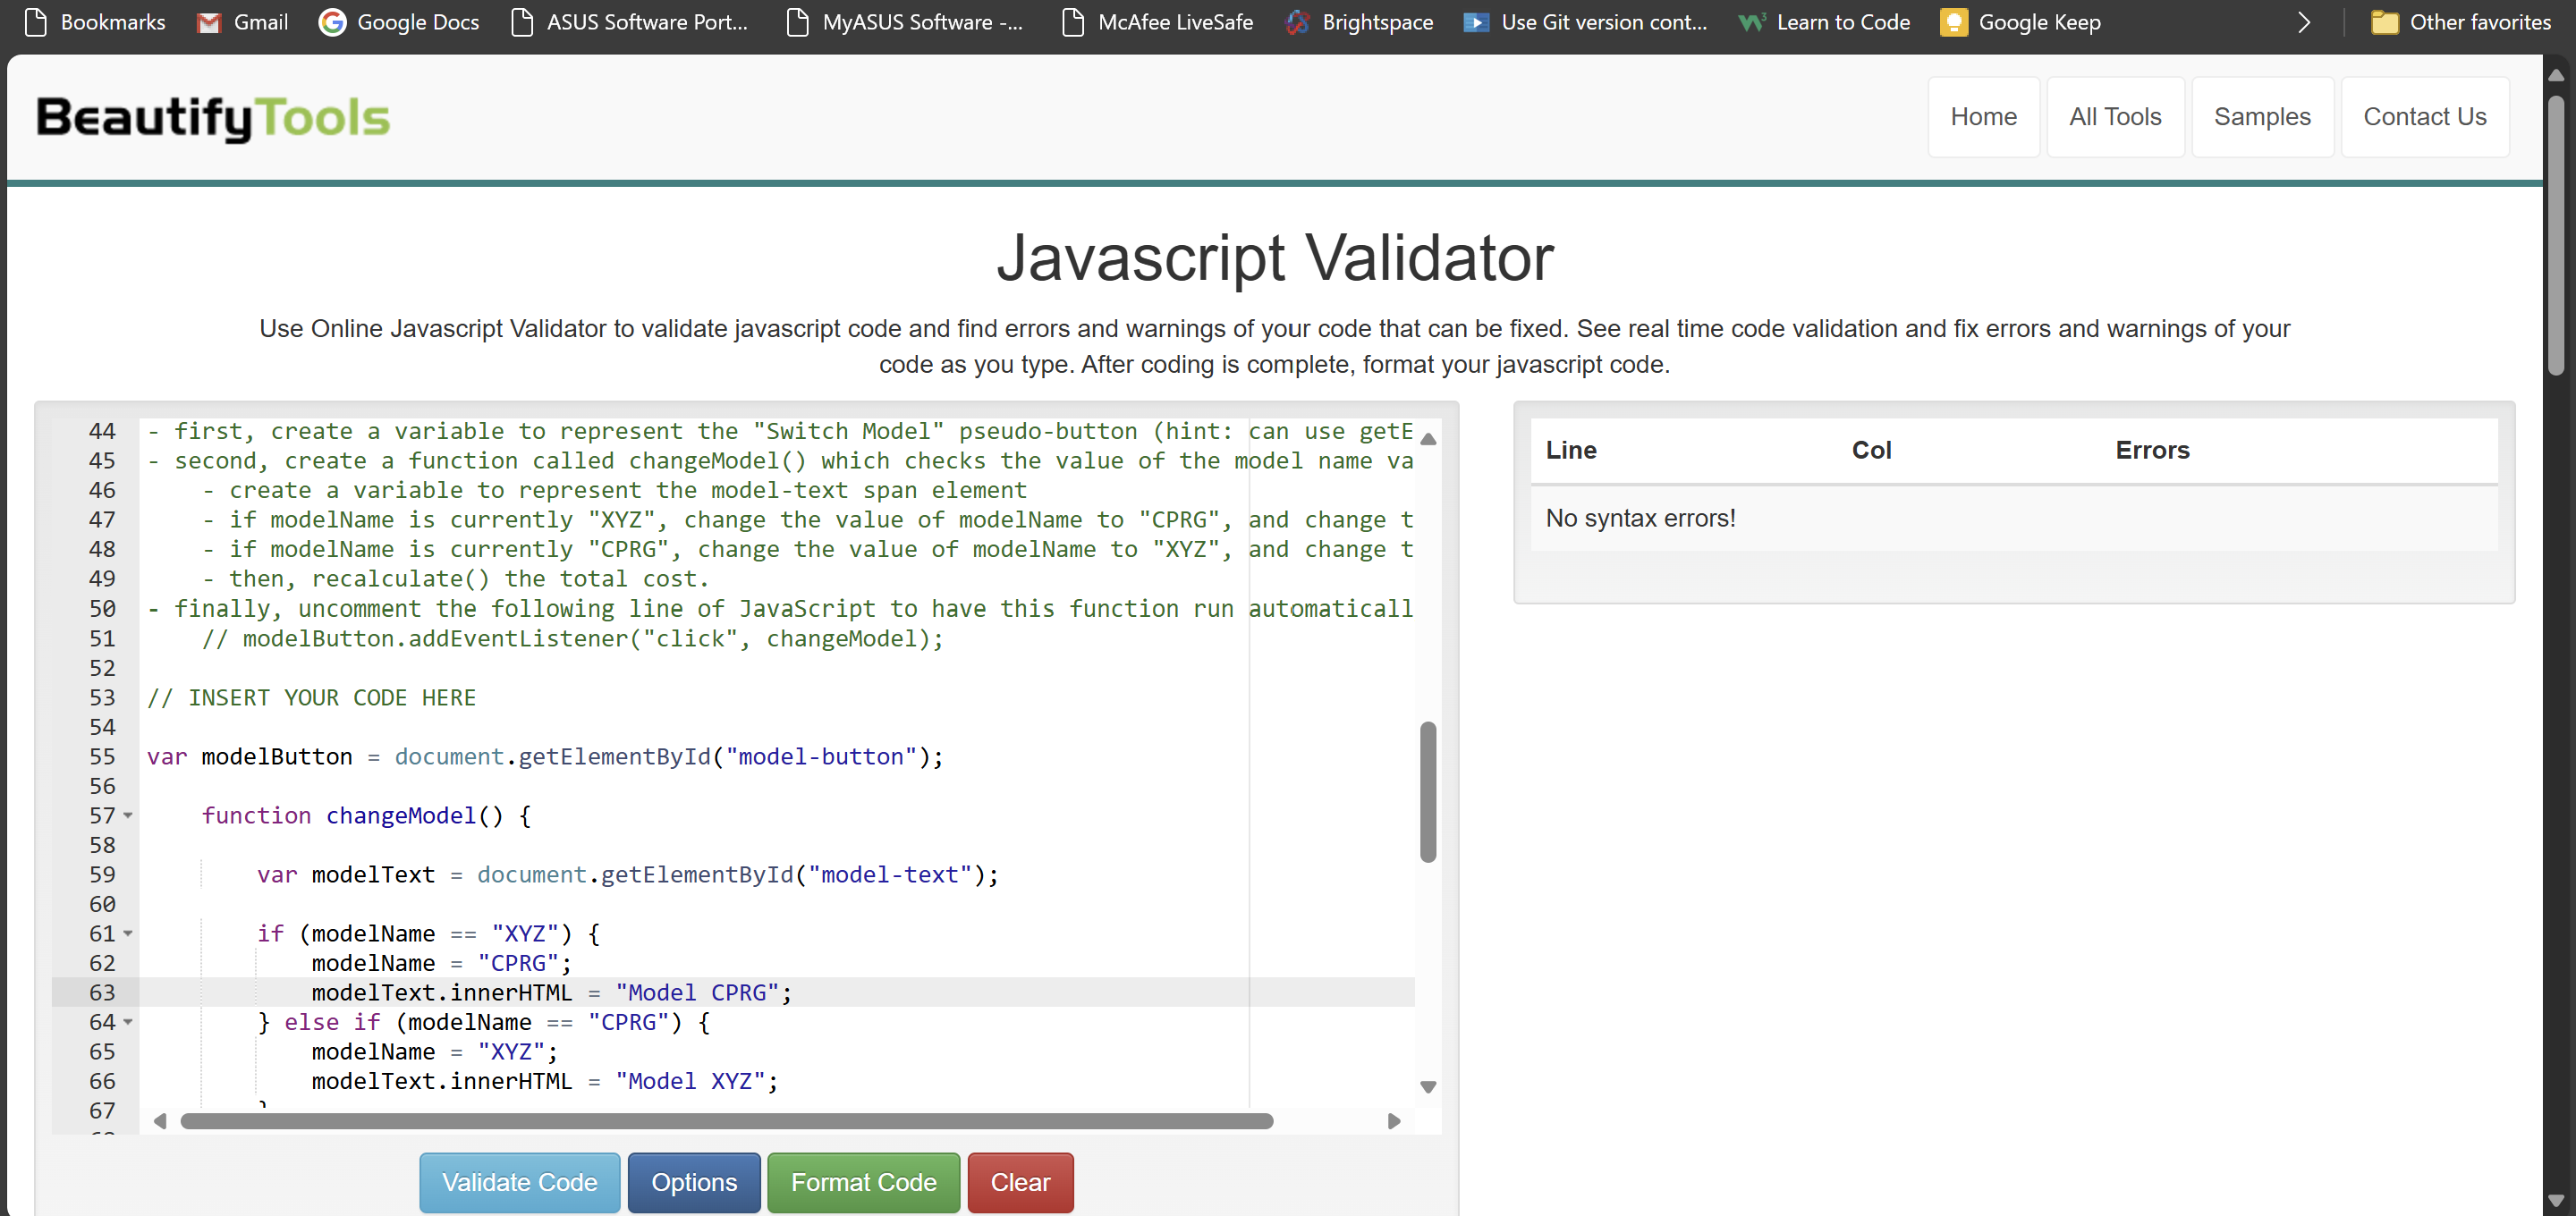 Bookmarks Gmail Google Docs ASUS Software Port... MyASUS Software -... McAfee LiveSafe Brightspace Use Git version cont... Learn to Code Google Keep Other favorites
BeautifyTools
Home All Tools Samples Contact Us
Javascript Validator
Use Online Javascript Validator to validate javascript code and find errors and warnings of your code that can be fixed. See real time code validation and fix errors and warnings of your
code as you type. After coding is complete, format your javascript code.
44 - first, create a variable to represent the "Switch Model" pseudo-button (hint: can use getE
45 - second, create a function called changeModel() which checks the value of the model name va
46     - create a variable to represent the model-text span element
47     - if modelName is currently "XYZ", change the value of modelName to "CPRG", and change t
48     - if modelName is currently "CPRG", change the value of modelName to "XYZ", and change t
49     - then, recalculate() the total cost.
50 - finally, uncomment the following line of JavaScript to have this function run automaticall
51     // modelButton.addEventListener("click", changeModel);
52
53 // INSERT YOUR CODE HERE
54
55 var modelButton = document.getElementById("model-button");
56
57     function changeModel() {
58
59         var modelText = document.getElementById("model-text");
60
61         if (modelName == "XYZ") {
62             modelName = "CPRG";
63             modelText.innerHTML = "Model CPRG";
64         } else if (modelName == "CPRG") {
65             modelName = "XYZ";
66             modelText.innerHTML = "Model XYZ";
67         }
Line Col Errors
No syntax errors!
Validate Code Options Format Code Clear